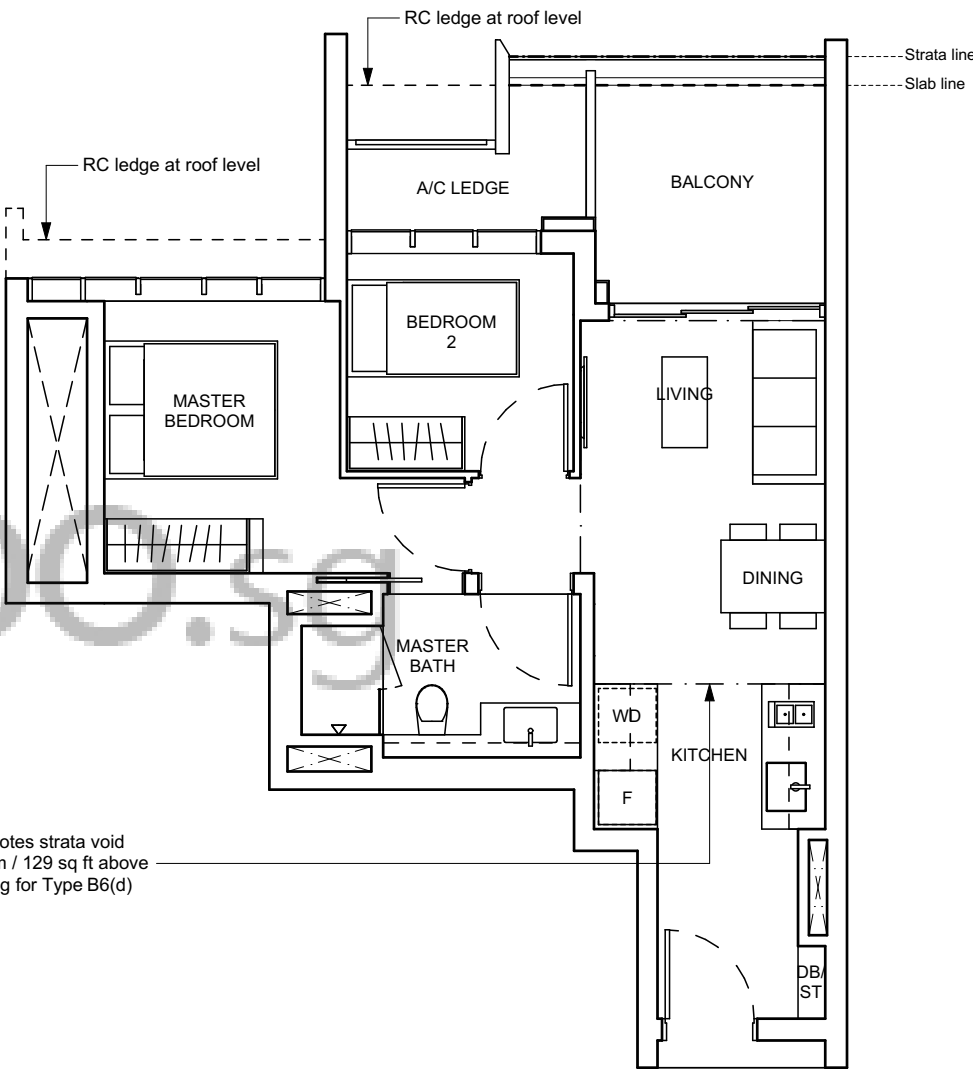 RC ledge at roof level
Strata line
Slab line
RC ledge at roof level
A/C LEDGE
BALCONY
BEDROOM
2
MASTER
BEDROOM
LIVING
DINING
MASTER
BATH
WD
KITCHEN
F
otes strata void
/ 129 sq ft above
for Type B6(d)
DB/
ST
.sg